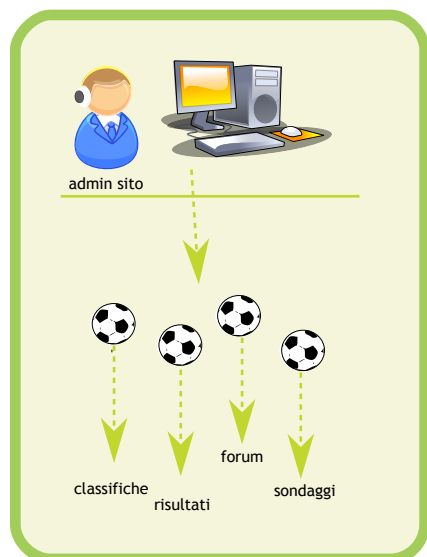 admin sito
forum
classifiche
sondaggi
risultati